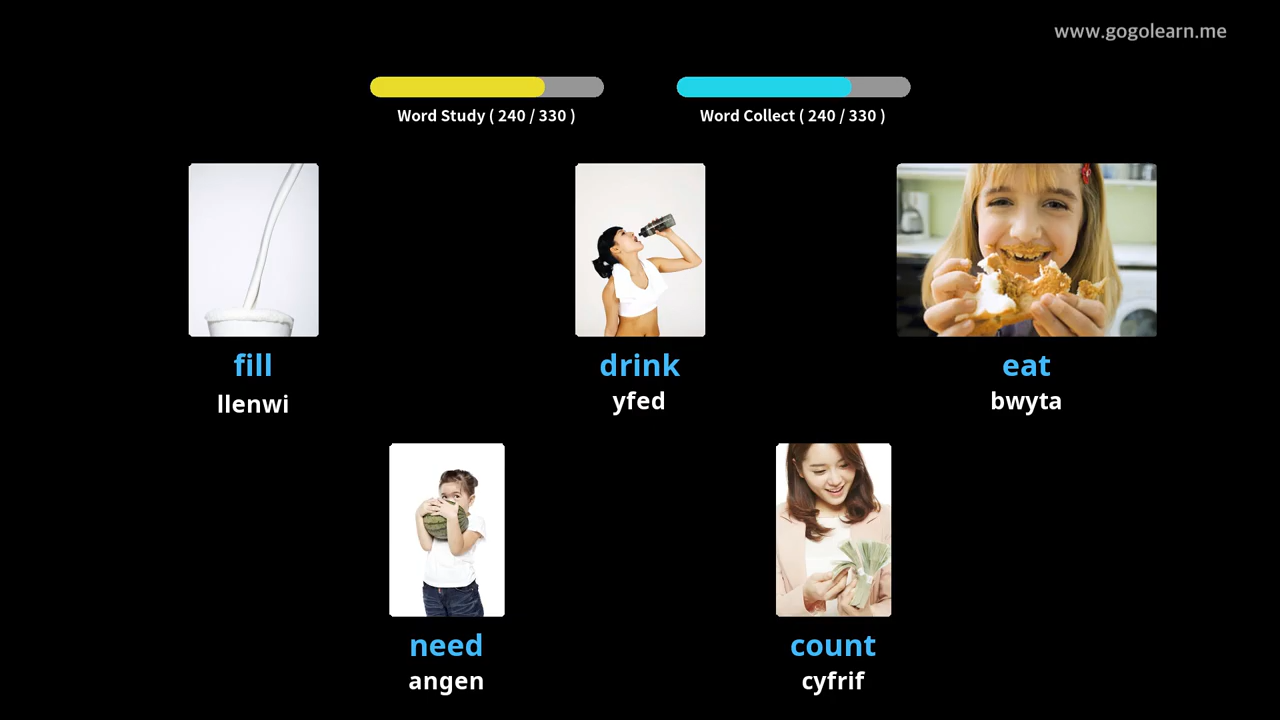 www.gogolearn.me
Word Study ( 240 / 330 )
Word Collect ( 240 / 330 )
fill
llenwi
drink
yfed
eat
bwyta
need
angen
count
cyfrif